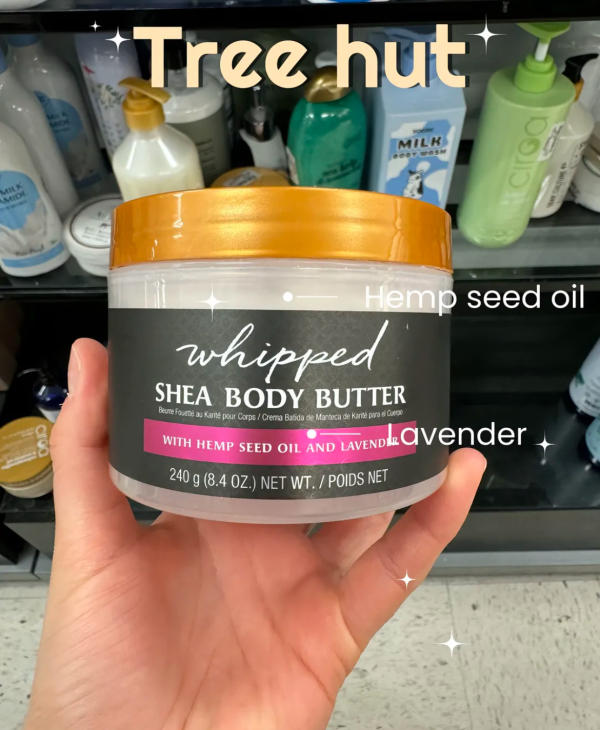 Tree hut
MILK
BODY WASH
MILK
Hemp seed oil
whipped
SHEA BODY BUTTER
Beurre Fouetté au Karité pour Corps / Crema Batida de Manteca de Karité para el Cuerpo
WITH HEMP SEED OIL AND LAVENDER
Lavender
240 g (8.4 OZ.) NET WT. / POIDS NET